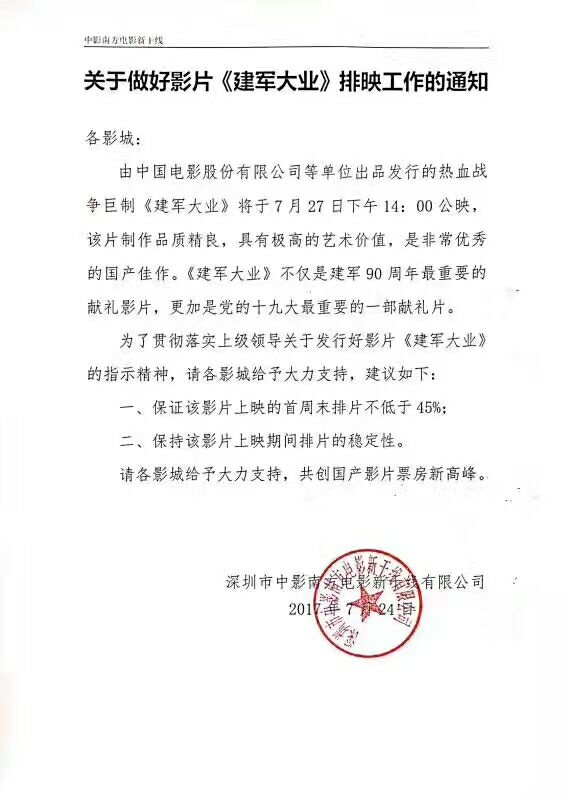 中影南方电影新干线
关于做好影片《建军大业》排映工作的通知
各影城：
由中国电影股份有限公司等单位出品发行的热血战
争巨制《建军大业》将于7月27日下午14：00公映，
该片制作品质精良，具有极高的艺术价值，是非常优秀
的国产佳作。《建军大业》不仅是建军90周年最重要的
献礼影片，更加是党的十九大最重要的一部献礼片。
为了贯彻落实上级领导关于发行好影片《建军大业》
的指示精神，请各影城给予大力支持，建议如下：
一、保证该影片上映的首周末排片不低于45%；
二、保持该影片上映期间排片的稳定性。
请各影城给予大力支持，共创国产影片票房新高峰。
深圳市中影南方电影新干线有限公司
2017年7月24日
深圳市中影南方电影新干线有限公司